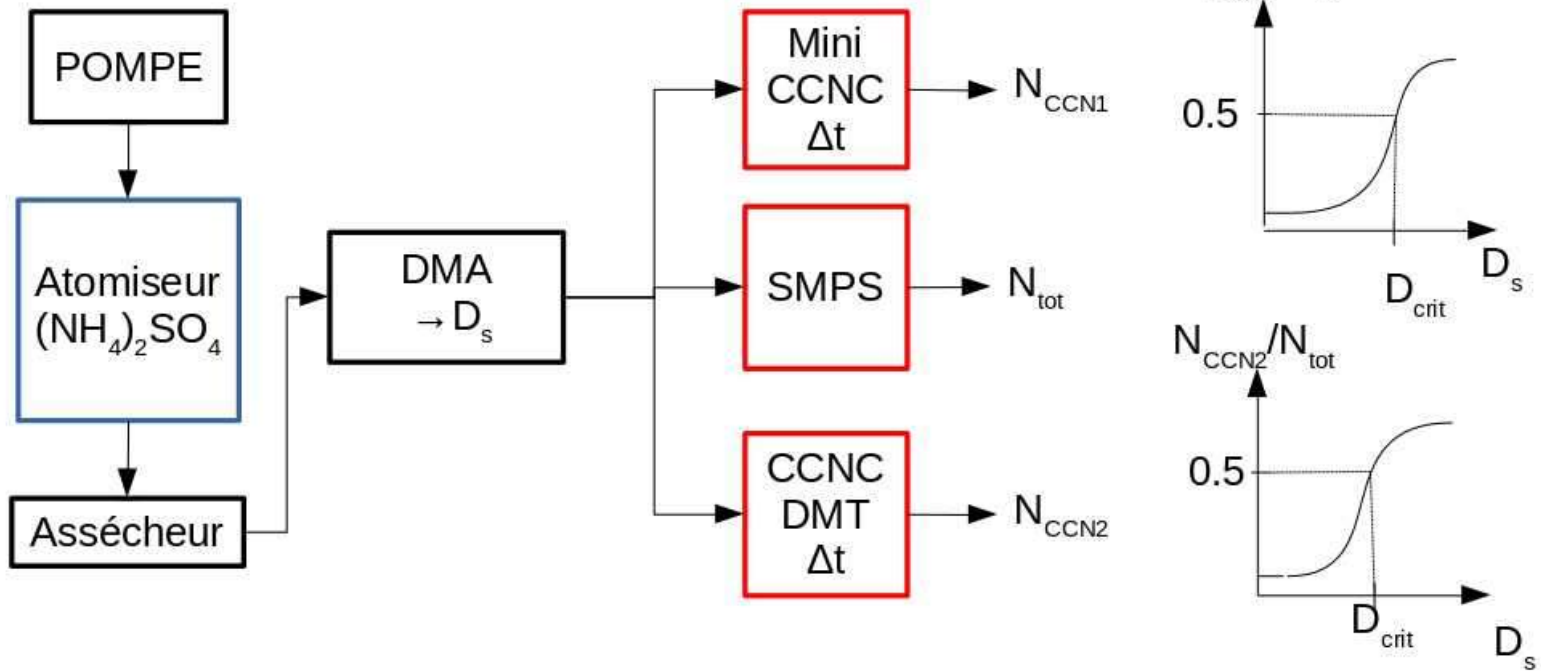 POMPE
Atomiseur
(NH4)2SO4
Assécheur
DMA
→ Ds
Mini
CCNC
Δt
NCCN1
SMPS
Ntot
CCNC
DMT
Δt
NCCN2
0.5
Dcrit
Ds
NCCN2/Ntot
0.5
Dcrit
Ds